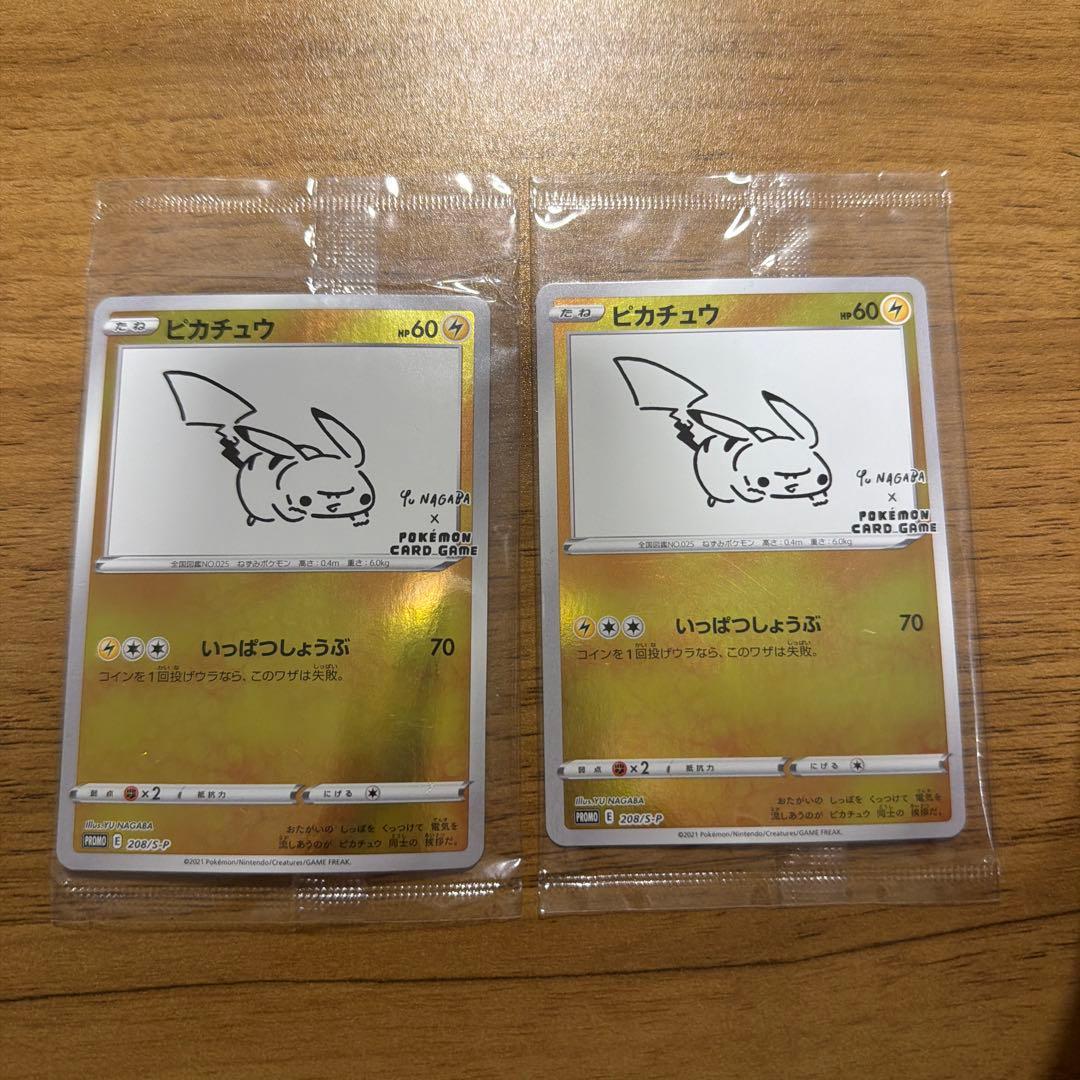 たね ピカチュウ HP60
Yu NAGABA
×
POKÉMON
CARD GAME
全国図鑑NO.025 ねずみポケモン 高さ:0.4m 重さ:6.0kg
いっぱつしょうぶ 70
コインを1回投げウラなら、このワザは失敗。
弱点 ×2 抵抗力 にげる
Illus.YU NAGABA
おたがいの しっぽを くっつけて 電気を
PROMO E 208/S-P 流しあうのが ピカチュウ 同士の 挨拶だ。
©2021 Pokémon/Nintendo/Creatures/GAME FREAK.
たね ピカチュウ HP60
Yu NAGABA
×
POKÉMON
CARD GAME
全国図鑑NO.025 ねずみポケモン 高さ:0.4m 重さ:6.0kg
いっぱつしょうぶ 70
コインを1回投げウラなら、このワザは失敗。
弱点 ×2 抵抗力 にげる
Illus.YU NAGABA
おたがいの しっぽを くっつけて 電気を
PROMO E 208/S-P 流しあうのが ピカチュウ 同士の 挨拶だ。
©2021 Pokémon/Nintendo/Creatures/GAME FREAK.